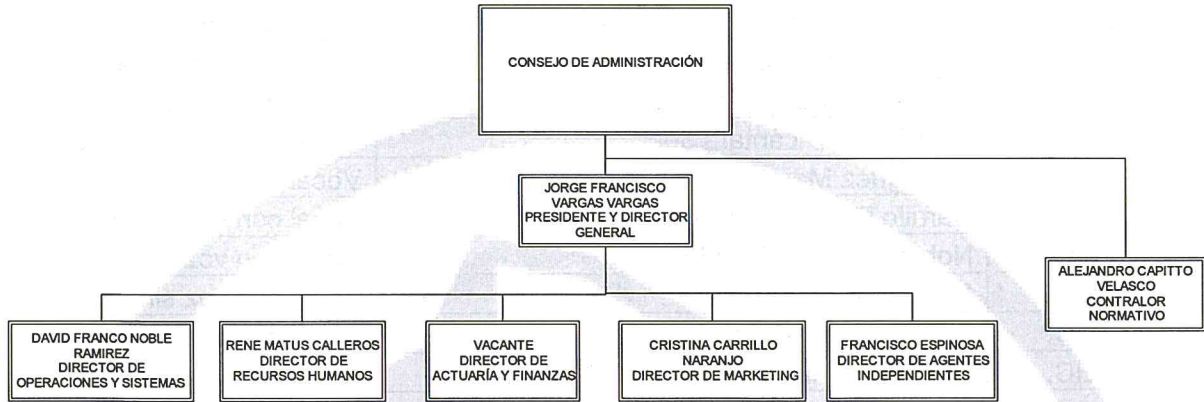 CONSEJO DE ADMINISTRACIÓN
JORGE FRANCISCO
VARGAS VARGAS
PRESIDENTE Y DIRECTOR
GENERAL
ALEJANDRO CAPITTO
VELASCO
CONTRALOR
NORMATIVO
DAVID FRANCO NOBLE
RAMIREZ
DIRECTOR DE
OPERACIONES Y SISTEMAS
RENE MATUS CALLEROS
DIRECTOR DE
RECURSOS HUMANOS
VACANTE
DIRECTOR DE
ACTUARÍA Y FINANZAS
CRISTINA CARRILLO
NARANJO
DIRECTOR DE MARKETING
FRANCISCO ESPINOSA
DIRECTOR DE AGENTES
INDEPENDIENTES